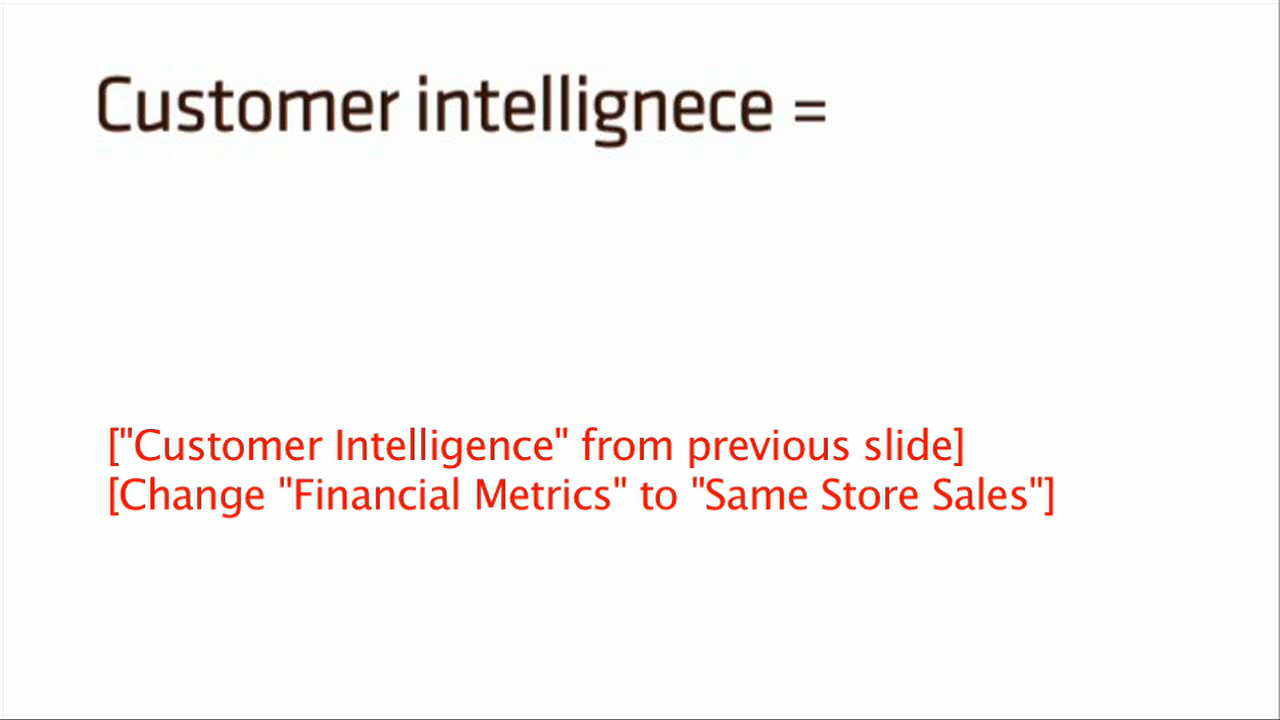 Customer intellignece =
["Customer Intelligence" from previous slide]
[Change "Financial Metrics" to "Same Store Sales"]